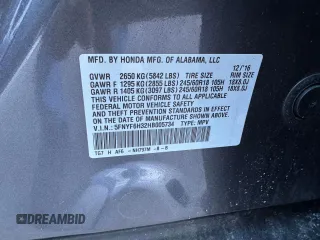 MFD. BY HONDA MFG. OF ALABAMA, LLC 12/16
GVWR 2650 KG(5842 LBS) TIRE SIZE RIM SIZE
GAWR F 1295 KG(2855 LBS) 245/60R18 105H 18X8.0J
GAWR R 1405 KG(3097 LBS) 245/60R18 105H 18X8.0J
THIS VEHICLE CONFORMS TO ALL APPLICABLE FEDERAL
MOTOR VEHICLE SAFETY AND THEFT PREVENTION
STANDARDS IN EFFECT ON THE DATE OF
MANUFACTURE SHOWN ABOVE.
V.I.N.: 5FNYF6H32HB005734 TYPE: MPV
TG7 H AF6